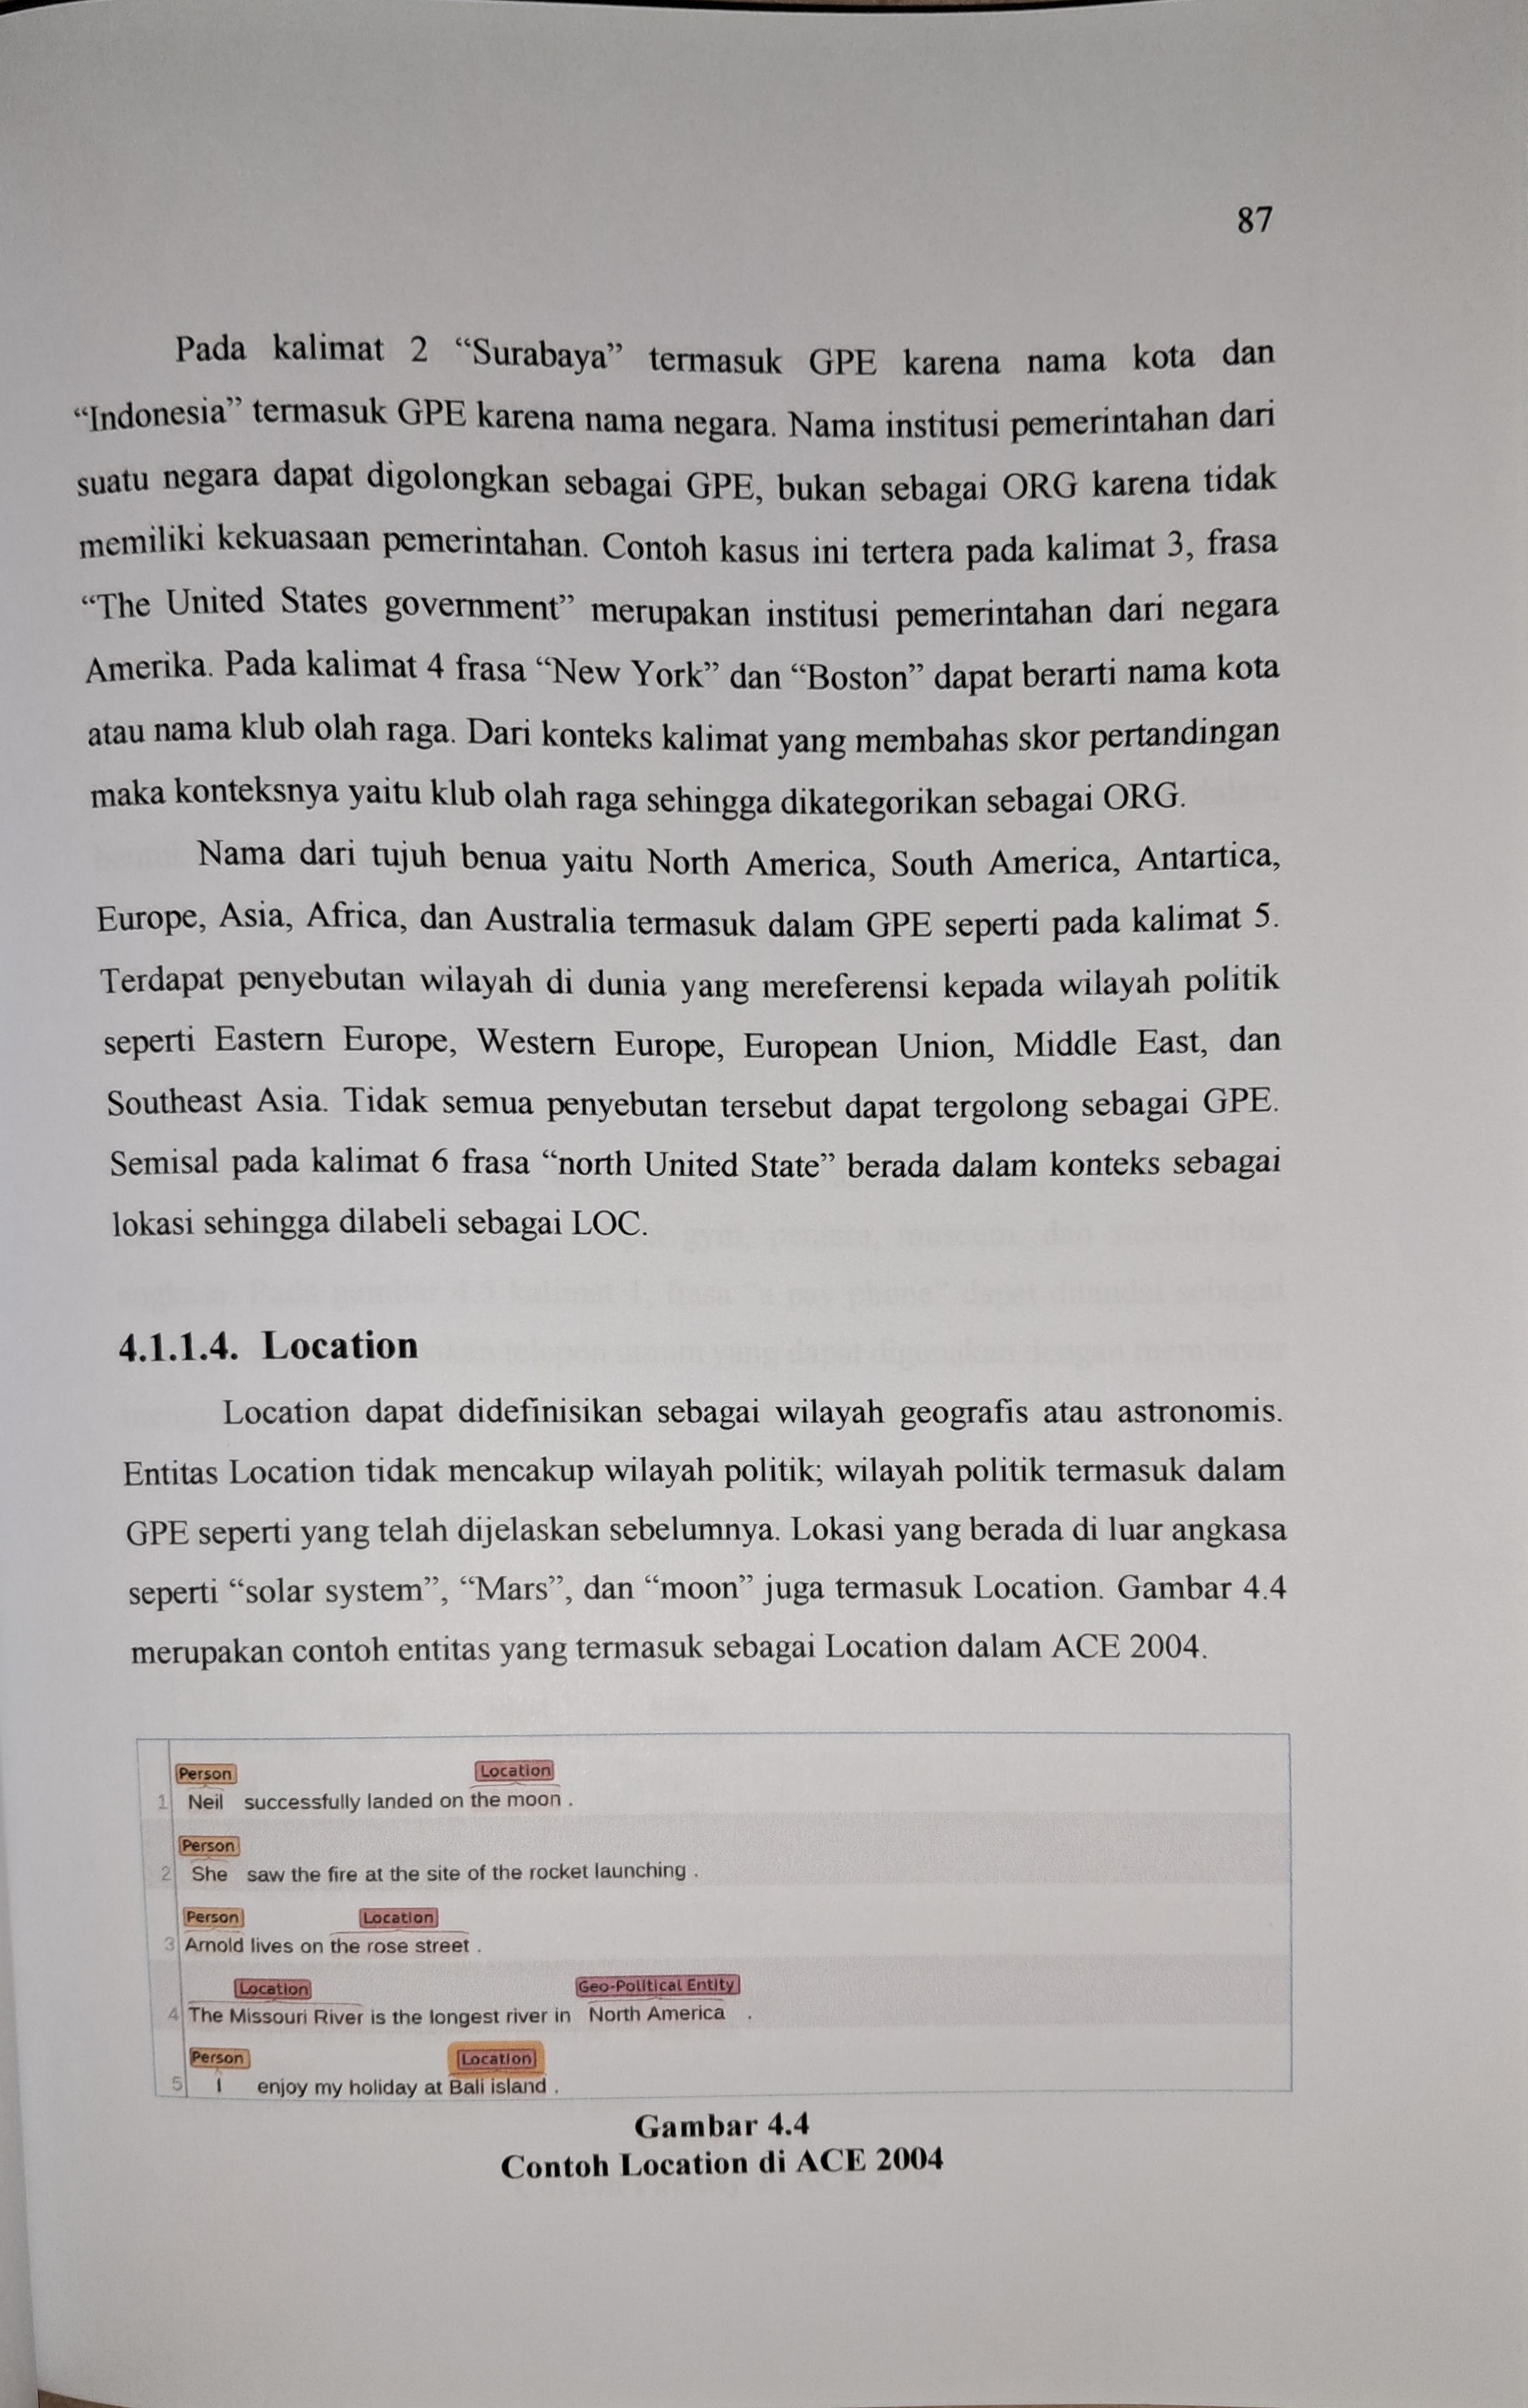 87
Pada kalimat 2 “Surabaya” termasuk GPE karena nama kota dan
“Indonesia” termasuk GPE karena nama negara. Nama institusi pemerintahan dari
suatu negara dapat digolongkan sebagai GPE, bukan sebagai ORG karena tidak
memiliki kekuasaan pemerintahan. Contoh kasus ini tertera pada kalimat 3, frasa
“The United States government” merupakan institusi pemerintahan dari negara
Amerika. Pada kalimat 4 frasa “New York” dan “Boston” dapat berarti nama kota
atau nama klub olah raga. Dari konteks kalimat yang membahas skor pertandingan
maka konteksnya yaitu klub olah raga sehingga dikategorikan sebagai ORG.
Nama dari tujuh benua yaitu North America, South America, Antartica,
Europe, Asia, Africa, dan Australia termasuk dalam GPE seperti pada kalimat 5.
Terdapat penyebutan wilayah di dunia yang mereferensi kepada wilayah politik
seperti Eastern Europe, Western Europe, European Union, Middle East, dan
Southeast Asia. Tidak semua penyebutan tersebut dapat tergolong sebagai GPE.
Semisal pada kalimat 6 frasa “north United State” berada dalam konteks sebagai
lokasi sehingga dilabeli sebagai LOC.
4.1.1.4. Location
Location dapat didefinisikan sebagai wilayah geografis atau astronomis.
Entitas Location tidak mencakup wilayah politik; wilayah politik termasuk dalam
GPE seperti yang telah dijelaskan sebelumnya. Lokasi yang berada di luar angkasa
seperti “solar system”, “Mars”, dan “moon” juga termasuk Location. Gambar 4.4
merupakan contoh entitas yang termasuk sebagai Location dalam ACE 2004.
Person Location
1 Neil successfully landed on the moon .
Person
2 She saw the fire at the site of the rocket launching .
Person Location
3 Arnold lives on the rose street .
Location Geo-Political Entity
4 The Missouri River is the longest river in North America .
Person Location
5 I enjoy my holiday at Bali island .
Gambar 4.4
Contoh Location di ACE 2004